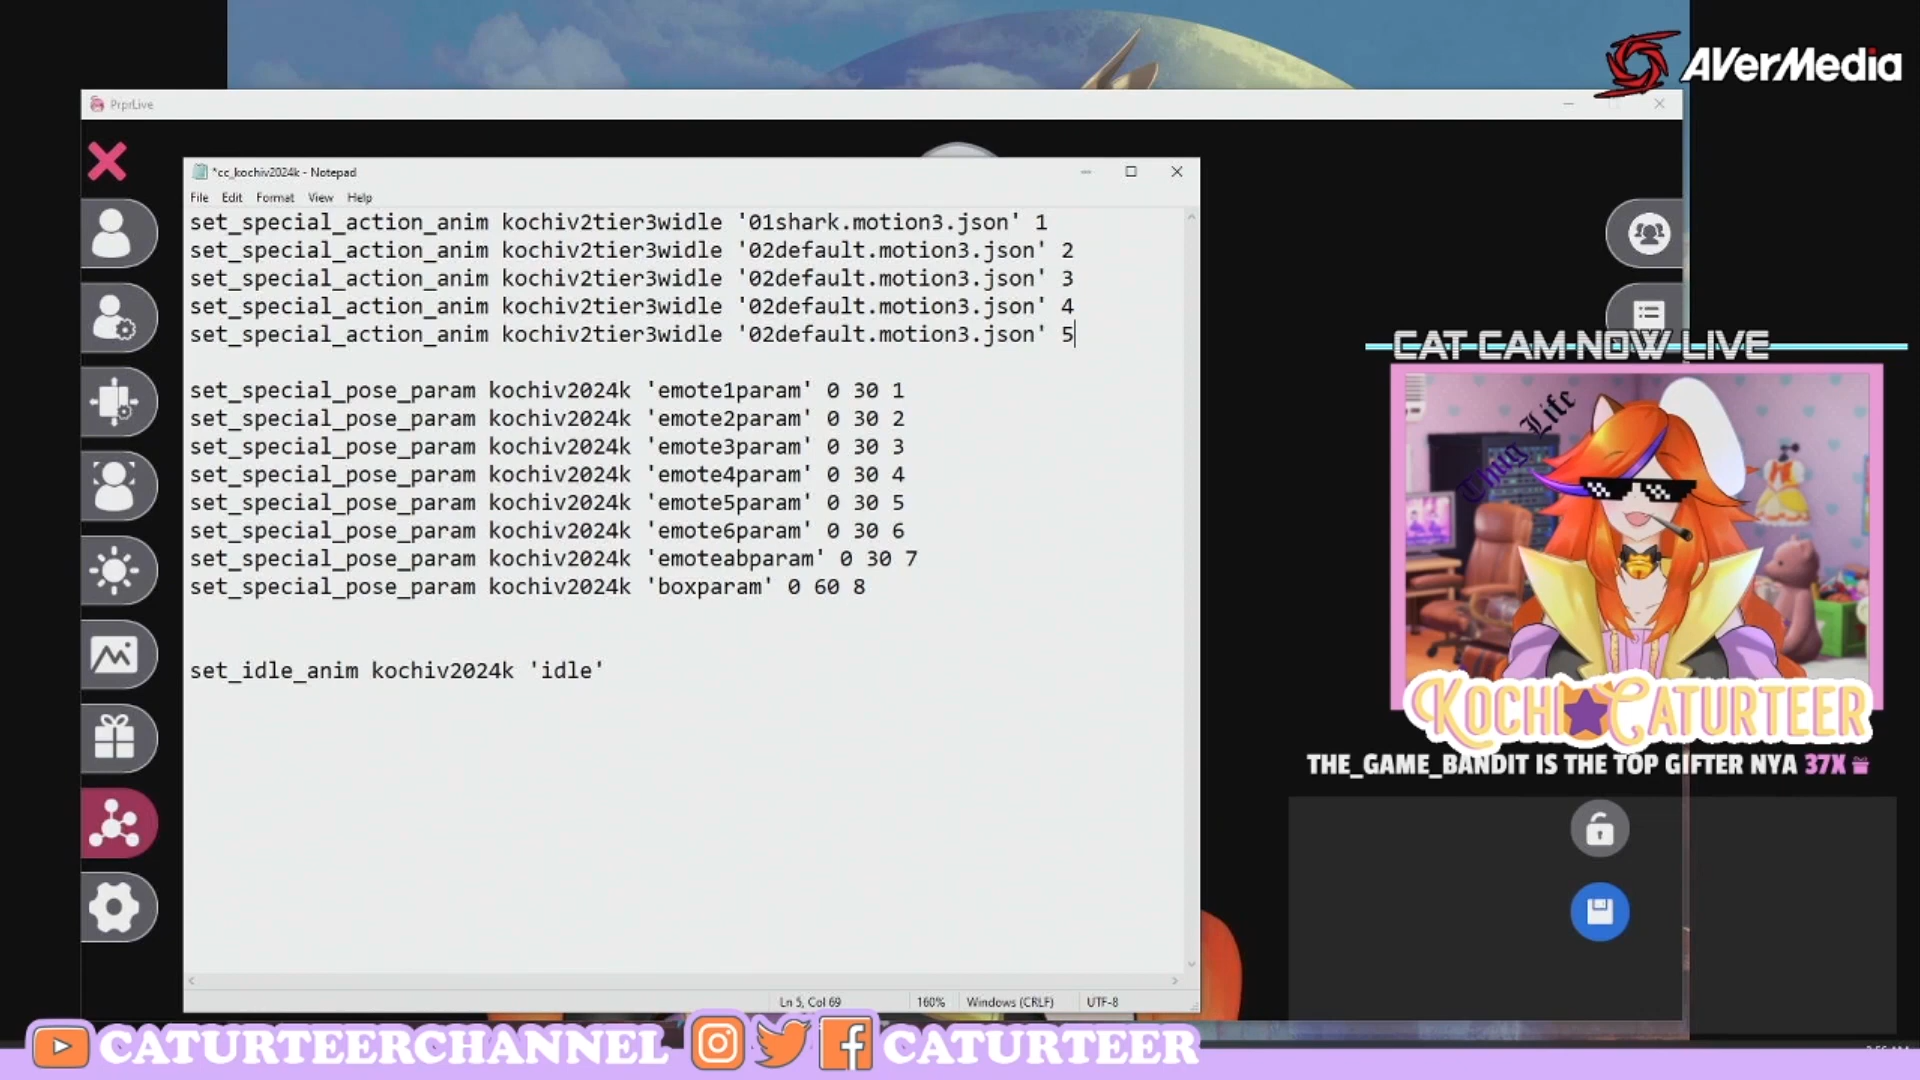 AVerMedia
PrprLive
*cc_kochiv2024k - Notepad
File Edit Format View Help
set_special_action_anim kochiv2tier3widle '01shark.motion3.json' 1
set_special_action_anim kochiv2tier3widle '02default.motion3.json' 2
set_special_action_anim kochiv2tier3widle '02default.motion3.json' 3
set_special_action_anim kochiv2tier3widle '02default.motion3.json' 4
set_special_action_anim kochiv2tier3widle '02default.motion3.json' 5
set_special_pose_param kochiv2024k 'emote1param' 0 30 1
set_special_pose_param kochiv2024k 'emote2param' 0 30 2
set_special_pose_param kochiv2024k 'emote3param' 0 30 3
set_special_pose_param kochiv2024k 'emote4param' 0 30 4
set_special_pose_param kochiv2024k 'emote5param' 0 30 5
set_special_pose_param kochiv2024k 'emote6param' 0 30 6
set_special_pose_param kochiv2024k 'emoteabparam' 0 30 7
set_special_pose_param kochiv2024k 'boxparam' 0 60 8
set_idle_anim kochiv2024k 'idle'
Ln 5, Col 69 160% Windows (CRLF) UTF-8
CAT CAM NOW LIVE
Thug Life
KOCHI CATURTEER
THE_GAME_BANDIT IS THE TOP GIFTER NYA 37X
CATURTEERCHANNEL CATURTEER